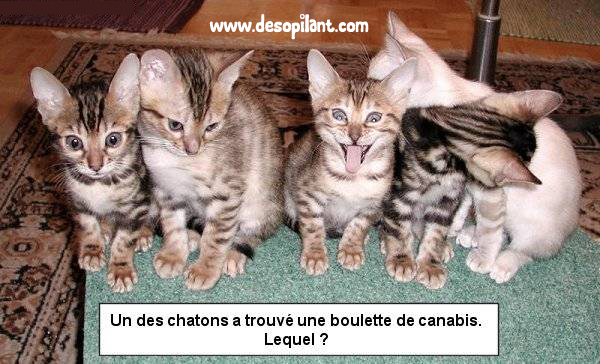 www.desopilant.com
Un des chatons a trouvé une boulette de canabis.
Lequel ?